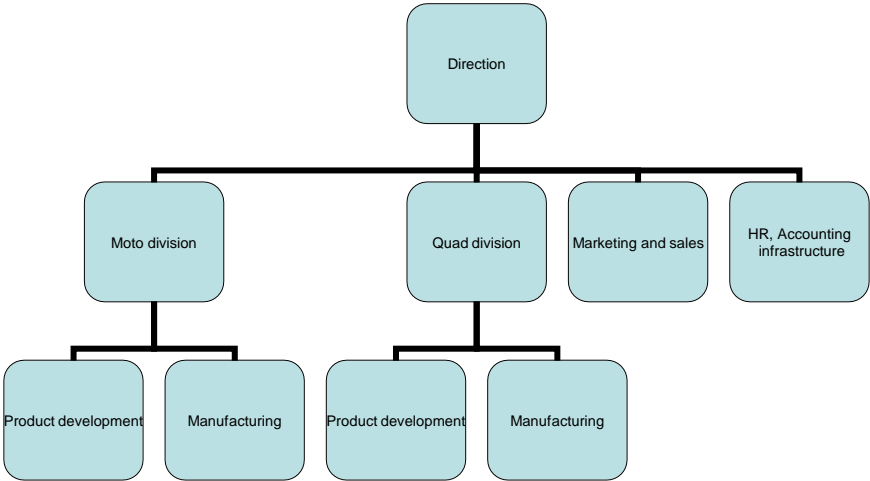 Direction
Moto division
Quad division
Marketing and sales
HR, Accounting
infrastructure
Product development
Manufacturing
Product development
Manufacturing